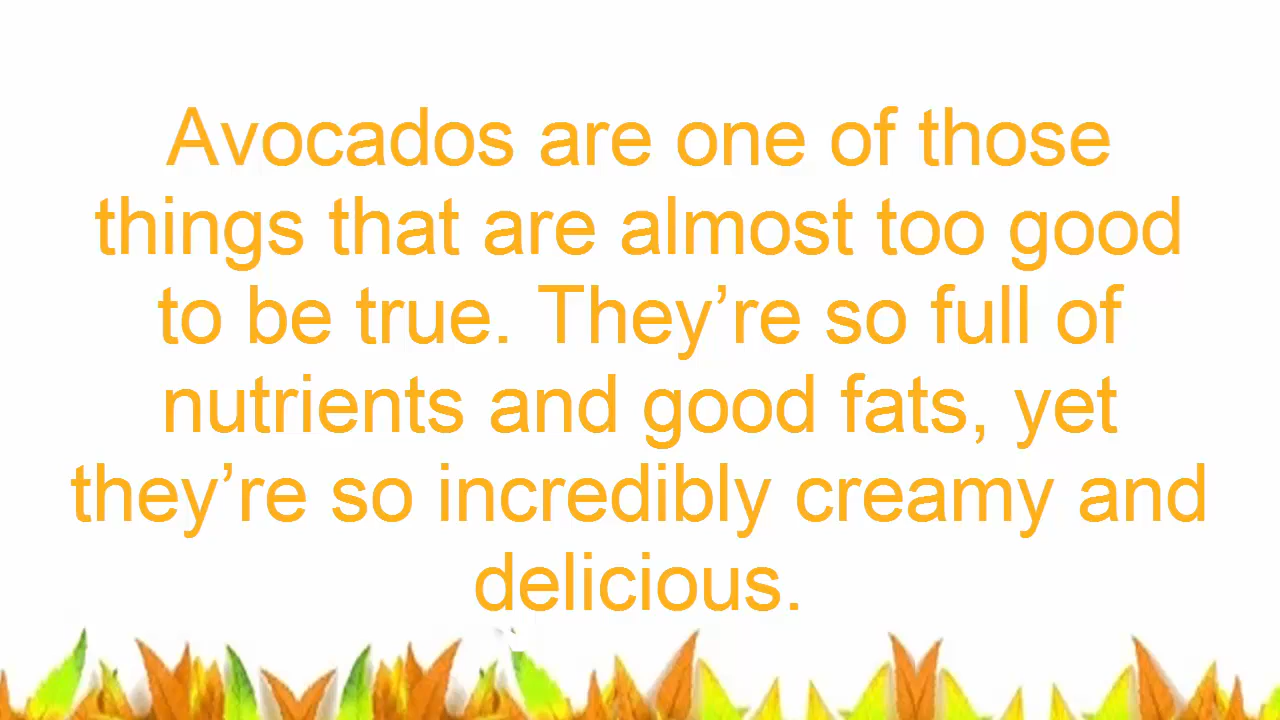 Avocados are one of those
things that are almost too good
to be true. They’re so full of
nutrients and good fats, yet
they’re so incredibly creamy and
delicious.